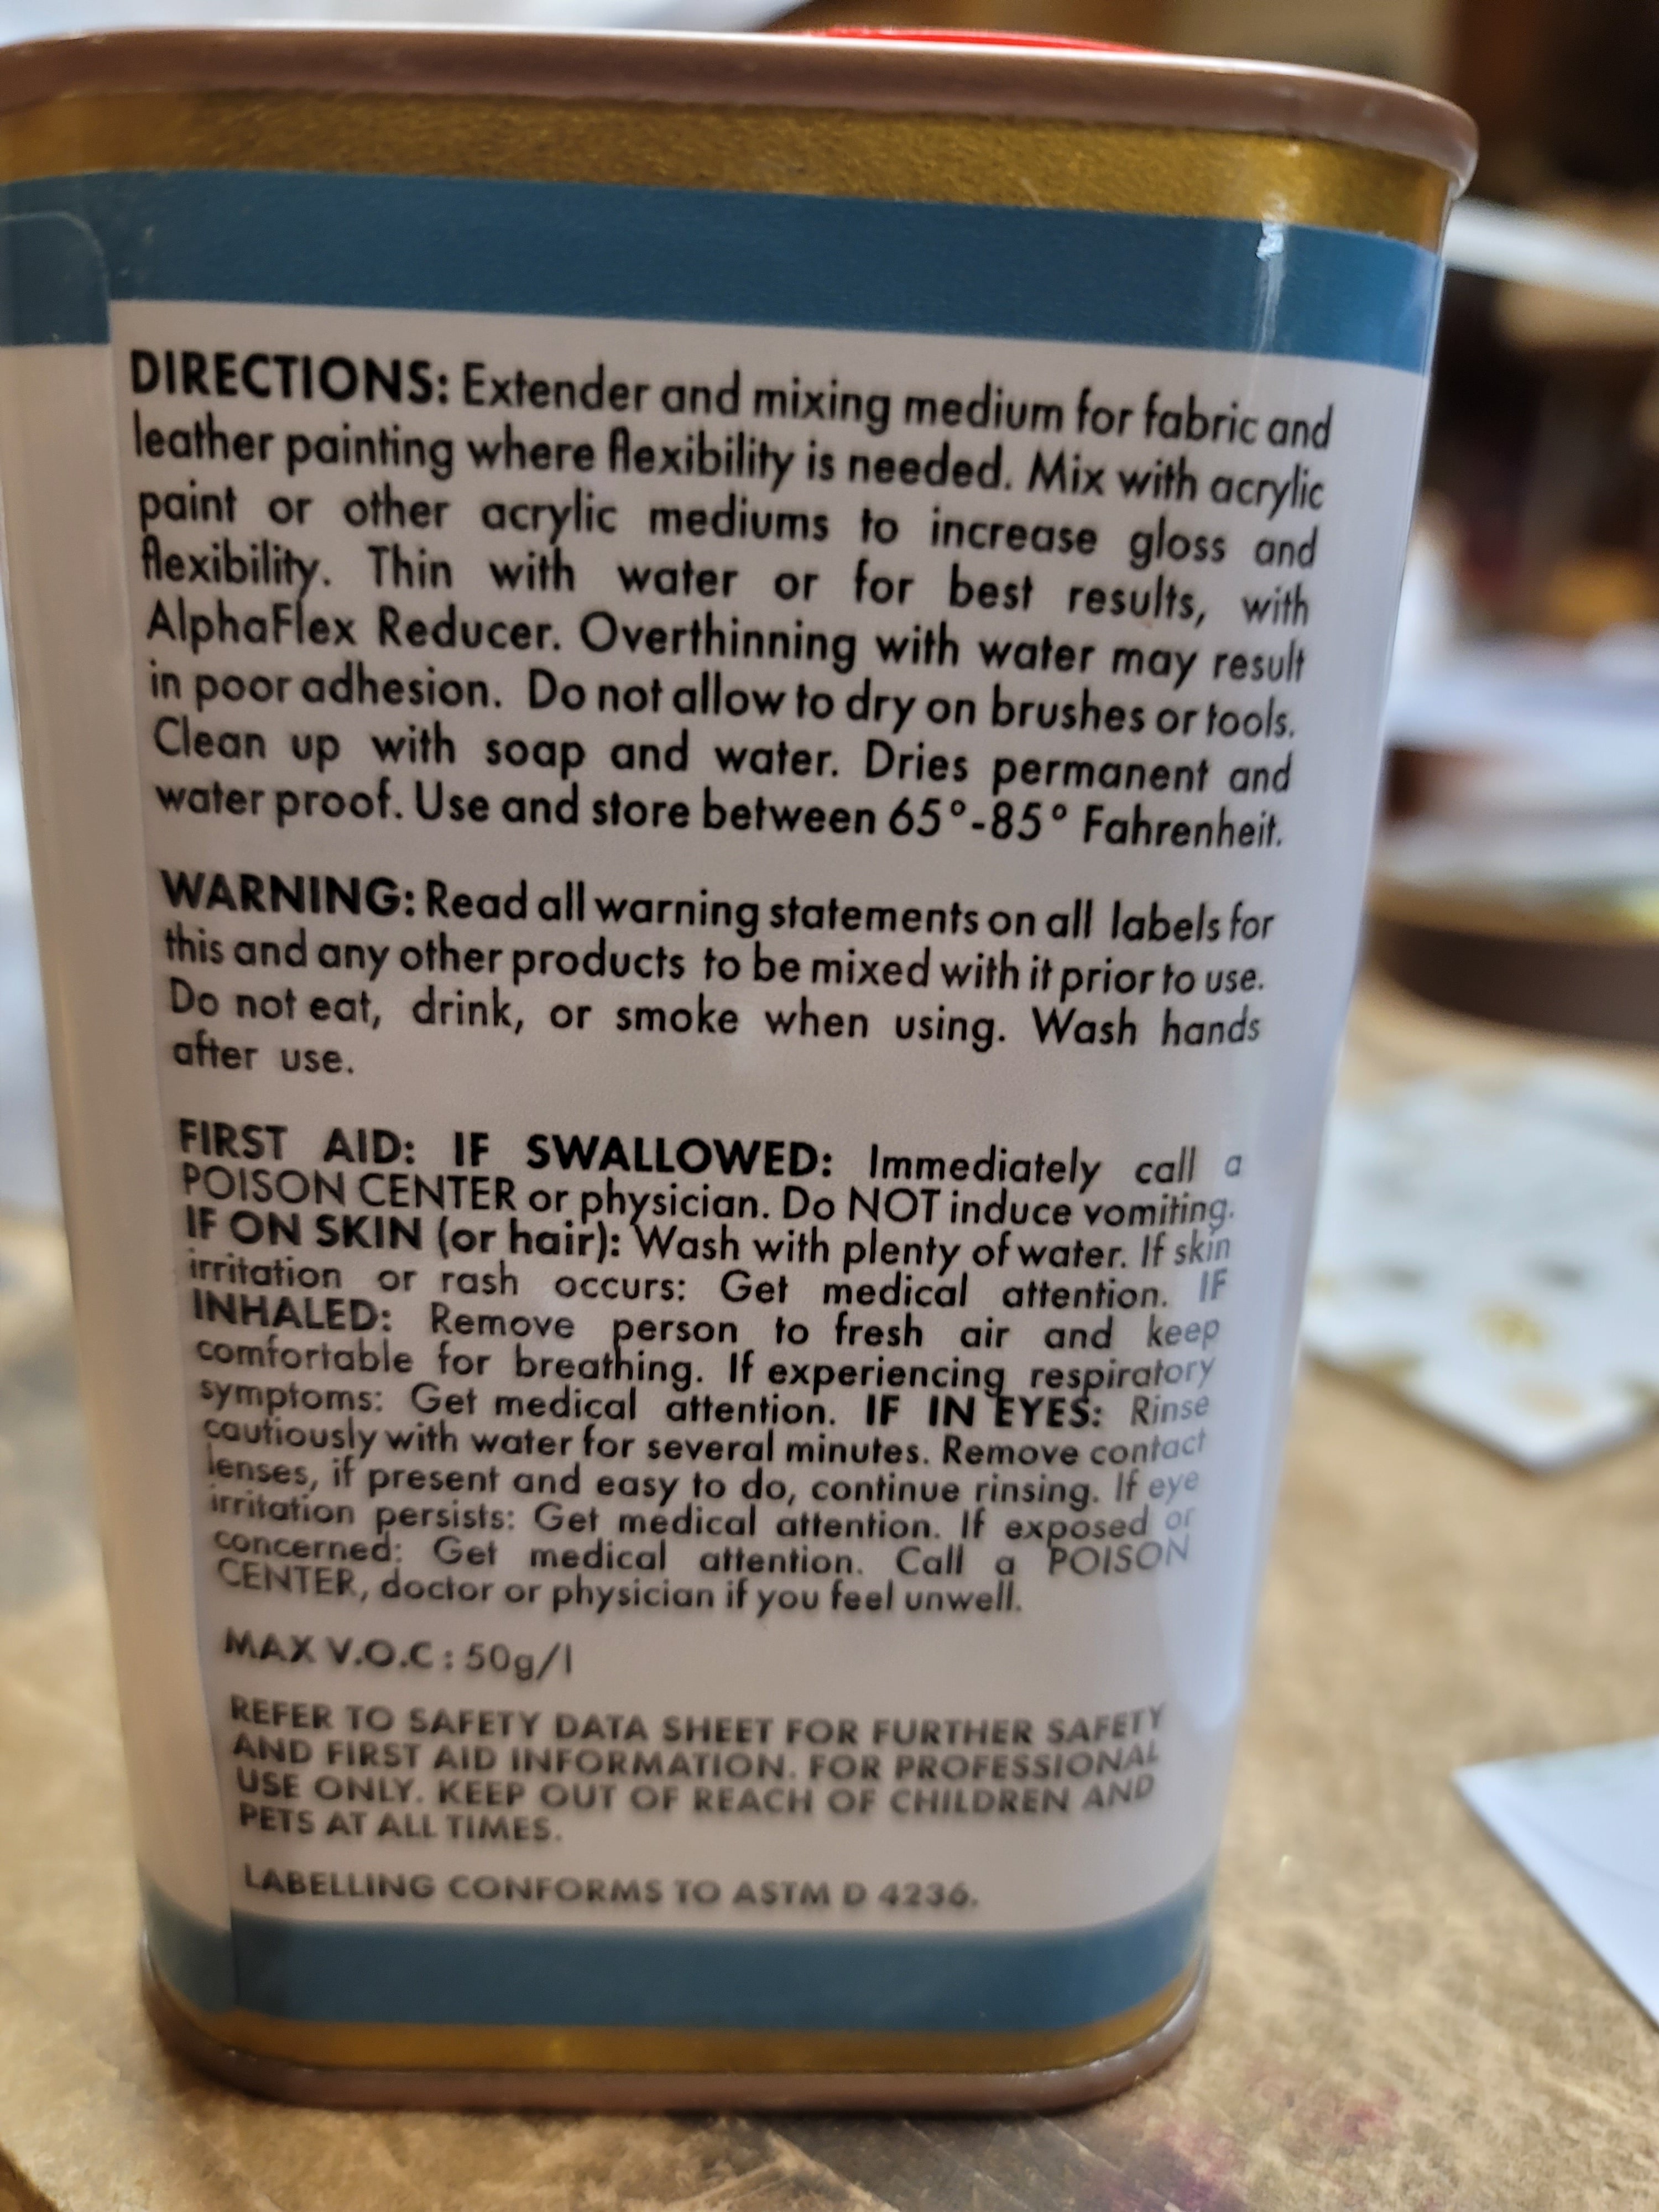 DIRECTIONS: Extender and mixing medium for fabric and
leather painting where flexibility is needed. Mix with acrylic
paint or other acrylic mediums to increase gloss and
flexibility. Thin with water or for best results, with
AlphaFlex Reducer. Overthinning with water may result
in poor adhesion. Do not allow to dry on brushes or tools.
Clean up with soap and water. Dries permanent and
water proof. Use and store between 65°-85° Fahrenheit.
WARNING: Read all warning statements on all labels for
this and any other products to be mixed with it prior to use.
Do not eat, drink, or smoke when using. Wash hands
after use.
FIRST AID: IF SWALLOWED: Immediately call a
POISON CENTER or physician. Do NOT induce vomiting.
IF ON SKIN (or hair): Wash with plenty of water. If skin
irritation or rash occurs: Get medical attention. IF
INHALED: Remove person to fresh air and keep
comfortable for breathing. If experiencing respiratory
symptoms: Get medical attention. IF IN EYES: Rinse
cautiously with water for several minutes. Remove contact
lenses, if present and easy to do, continue rinsing. If eye
irritation persists: Get medical attention. If exposed or
concerned: Get medical attention. Call a POISON
CENTER, doctor or physician if you feel unwell.
MAX V.O.C : 50g/l
REFER TO SAFETY DATA SHEET FOR FURTHER SAFETY
AND FIRST AID INFORMATION. FOR PROFESSIONAL
USE ONLY. KEEP OUT OF REACH OF CHILDREN AND
PETS AT ALL TIMES.
LABELLING CONFORMS TO ASTM D 4236.